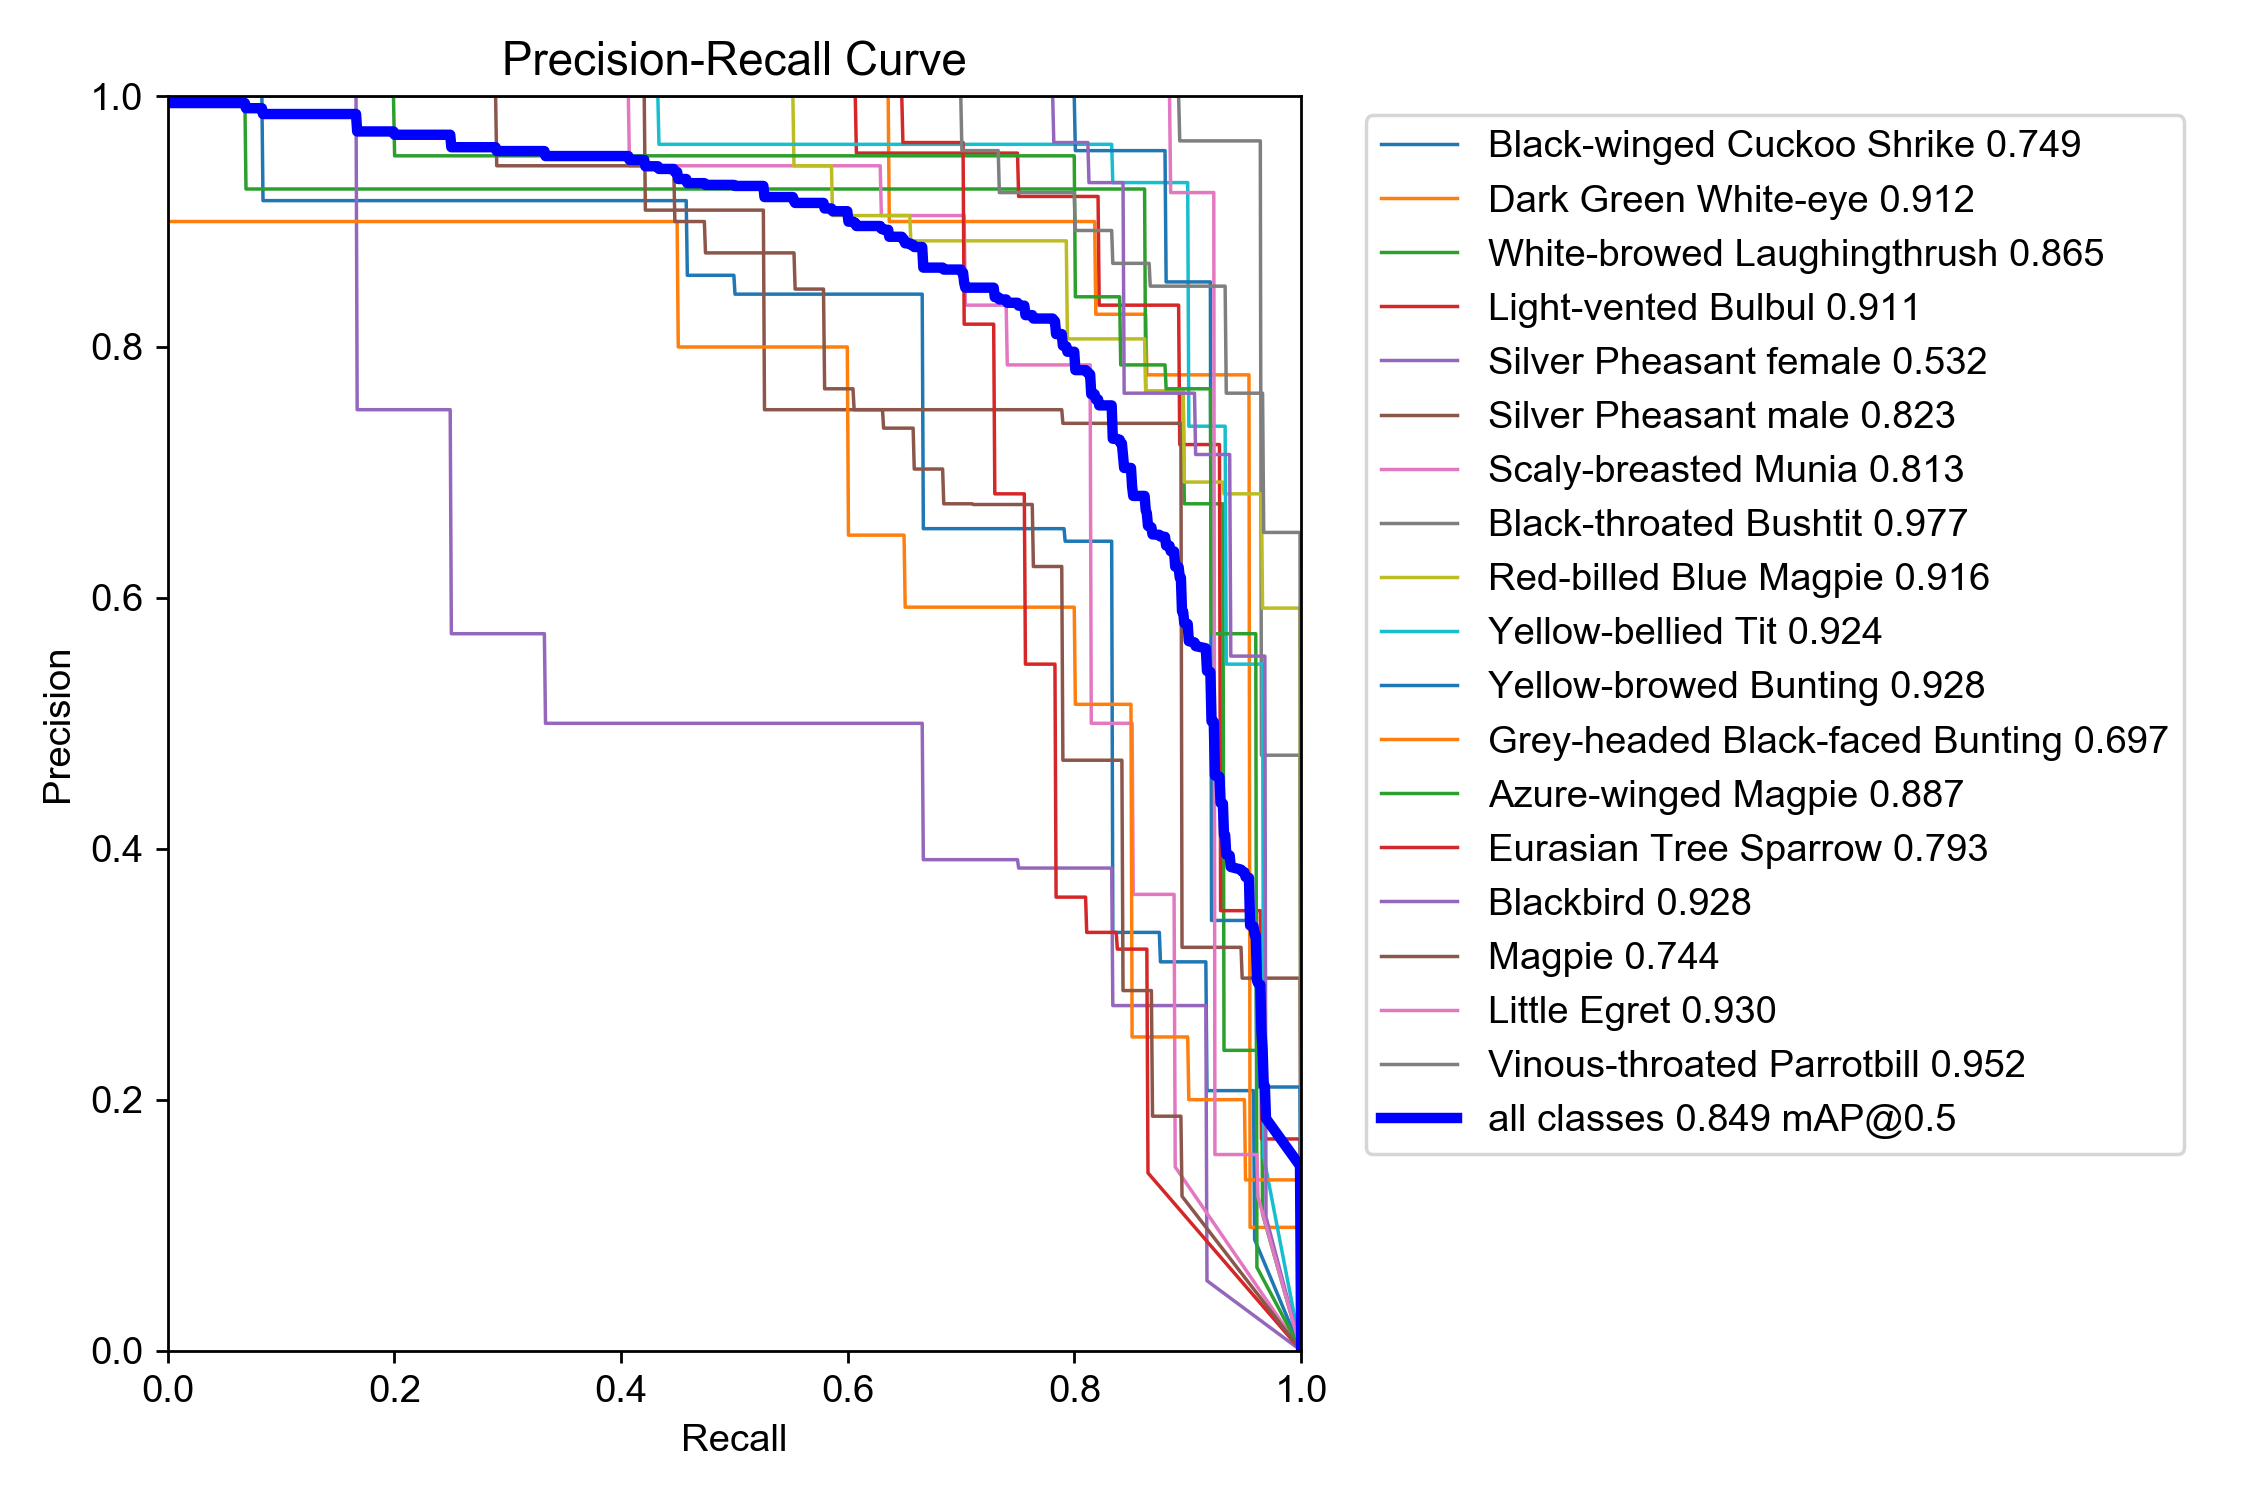 Precision-Recall Curve
1.0
0.8
0.6
0.4
0.2
0.0
Precision
0.0 0.2 0.4 0.6 0.8 1.0
Recall
Black-winged Cuckoo Shrike 0.749
Dark Green White-eye 0.912
White-browed Laughingthrush 0.865
Light-vented Bulbul 0.911
Silver Pheasant female 0.532
Silver Pheasant male 0.823
Scaly-breasted Munia 0.813
Black-throated Bushtit 0.977
Red-billed Blue Magpie 0.916
Yellow-bellied Tit 0.924
Yellow-browed Bunting 0.928
Grey-headed Black-faced Bunting 0.697
Azure-winged Magpie 0.887
Eurasian Tree Sparrow 0.793
Blackbird 0.928
Magpie 0.744
Little Egret 0.930
Vinous-throated Parrotbill 0.952
all classes 0.849 mAP@0.5